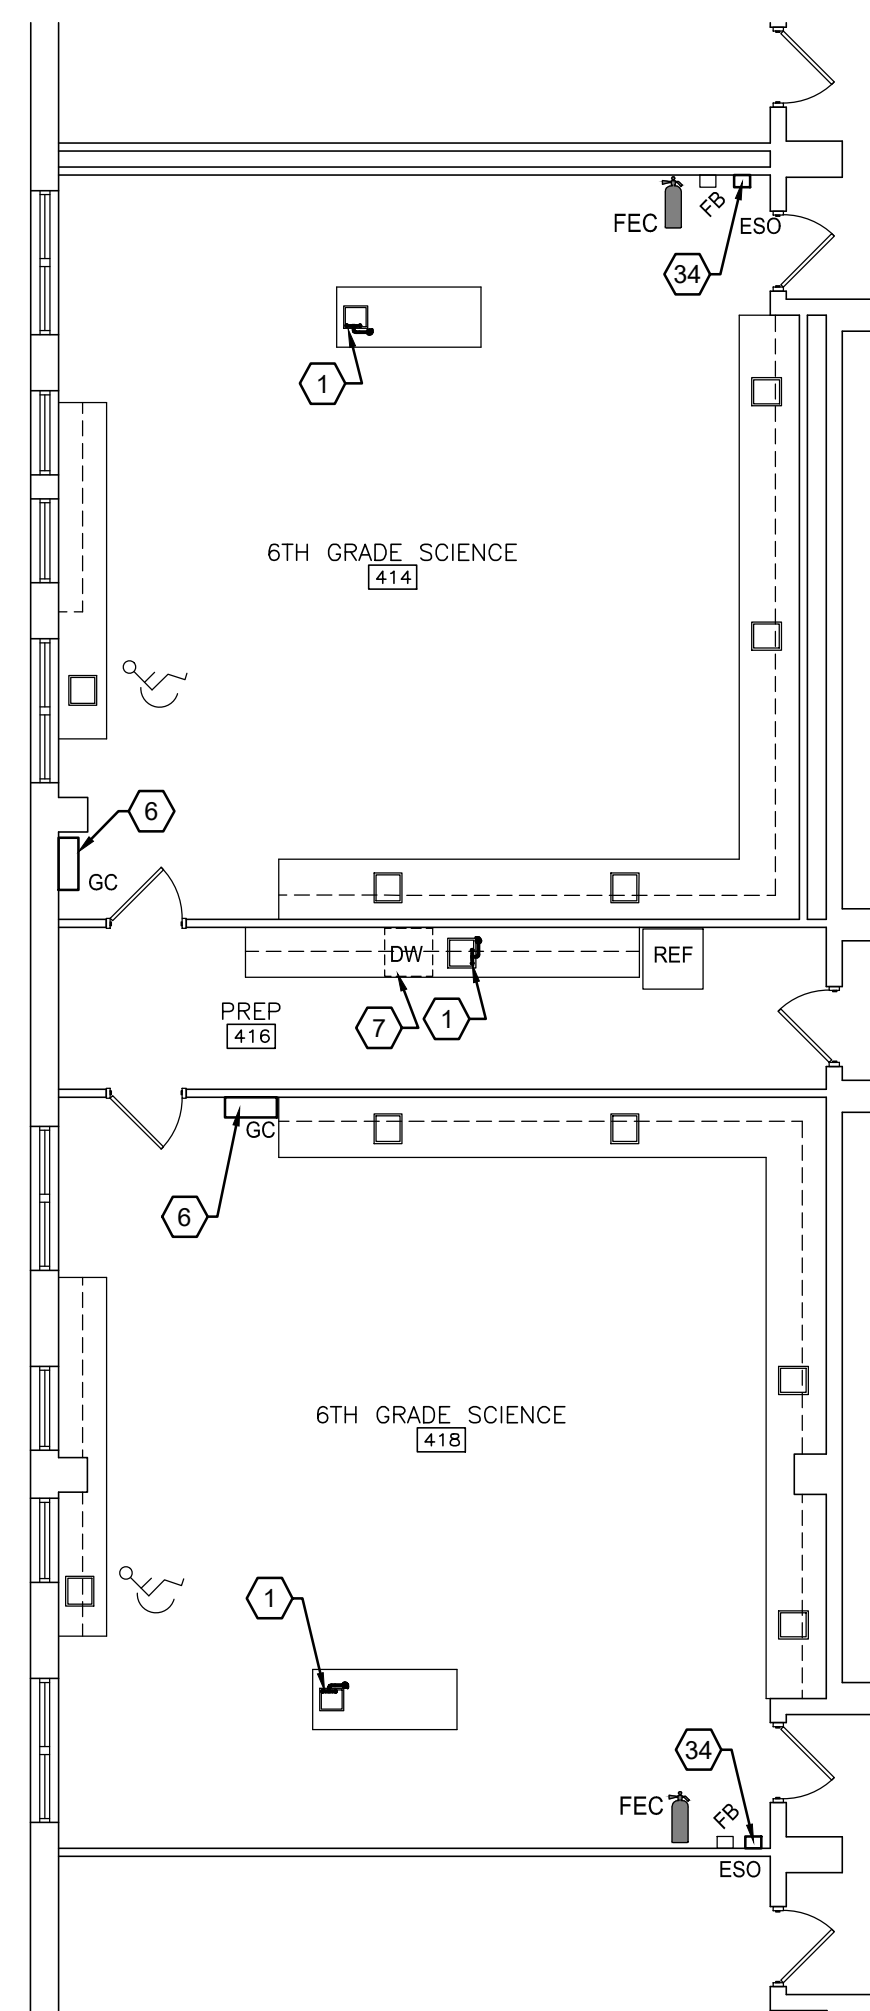 FEC
FB
ESO
34
1
6TH GRADE SCIENCE
414
6
GC
DW
REF
PREP
416
7
1
GC
6
6TH GRADE SCIENCE
418
1
34
FEC
FB
ESO